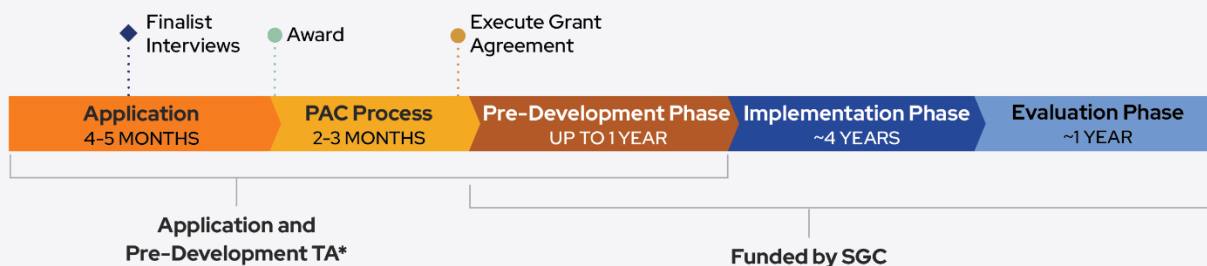 Finalist
Interviews
Award
Execute Grant
Agreement
Application
4-5 MONTHS
PAC Process
2-3 MONTHS
Pre-Development Phase
UP TO 1 YEAR
Implementation Phase
~4 YEARS
Evaluation Phase
~1 YEAR
Application and
Pre-Development TA*
Funded by SGC